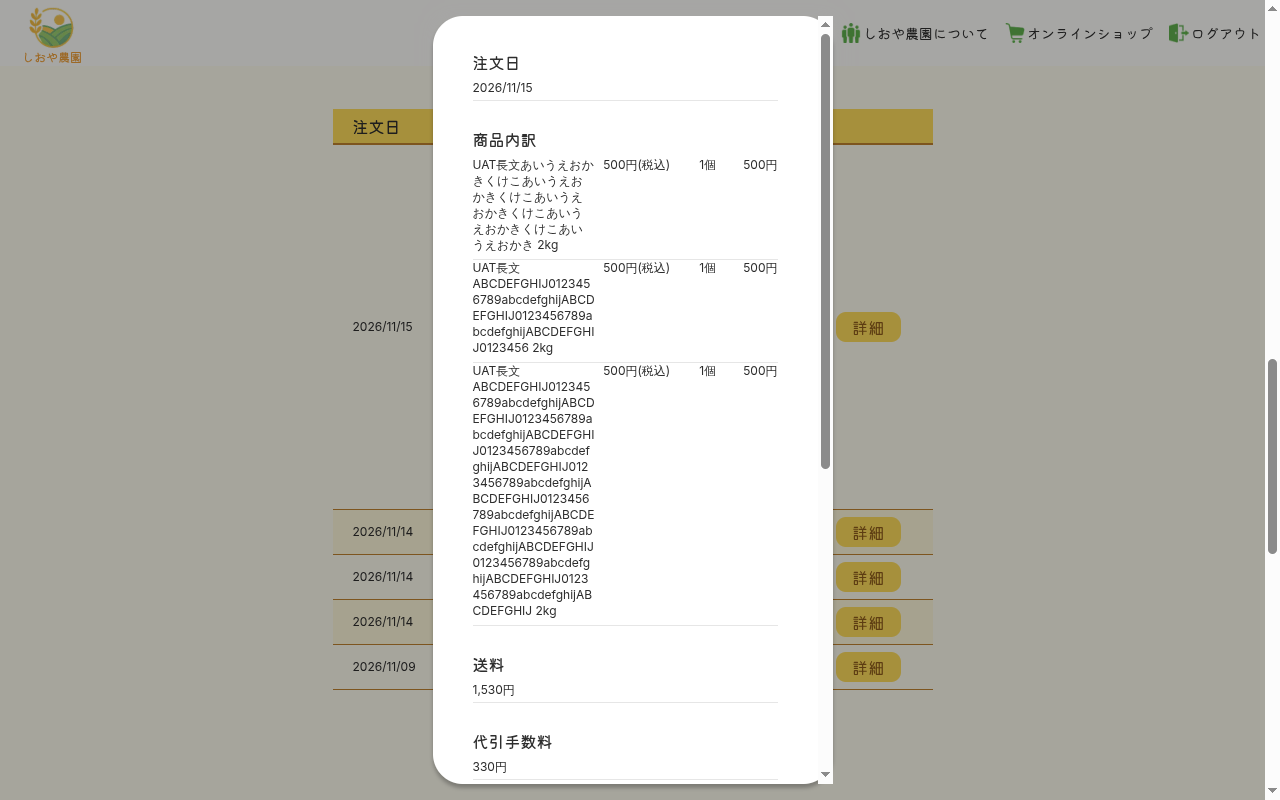 しおや農園
しおや農園について
オンラインショップ
ログアウト
注文日
2026/11/15
詳細
2026/11/14
詳細
2026/11/14
詳細
2026/11/14
詳細
2026/11/09
詳細
注文日
2026/11/15
商品内訳
UAT長文あいうえおか 500円(税込) 1個 500円
きくけこあいうえお
かきくけこあいうえ
おかきくけこあいう
えおかきくけこあい
うえおかき 2kg
UAT長文 500円(税込) 1個 500円
ABCDEFGHIJ012345
6789abcdefghijABCD
EFGHIJ0123456789a
bcdefghijABCDEFGHI
J0123456 2kg
UAT長文 500円(税込) 1個 500円
ABCDEFGHIJ012345
6789abcdefghijABCD
EFGHIJ0123456789a
bcdefghijABCDEFGHI
J0123456789abcdef
ghijABCDEFGHIJ012
3456789abcdefghijA
BCDEFGHIJ0123456
789abcdefghijABCDE
FGHIJ0123456789ab
cdefghijABCDEFGHIJ
0123456789abcdefg
hijABCDEFGHIJ0123
456789abcdefghijAB
CDEFGHIJ 2kg
送料
1,530円
代引手数料
330円